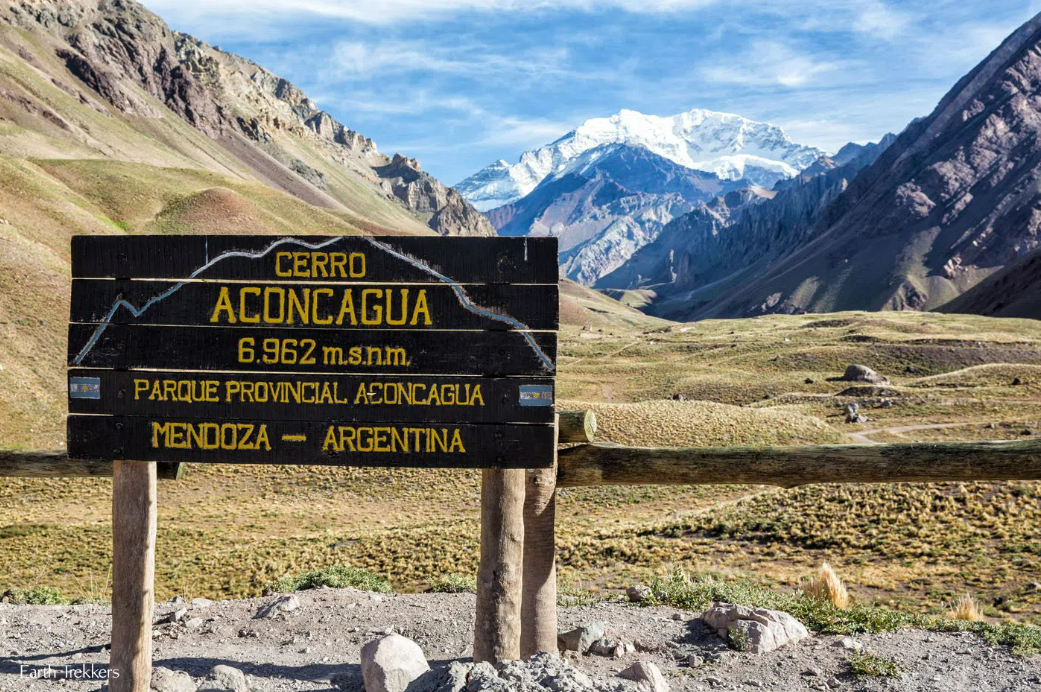 CERRO
ACONCAGUA
6.962 m.s.n.m.
PARQUE PROVINCIAL ACONCAGUA
MENDOZA - ARGENTINA
Earth Trekkers